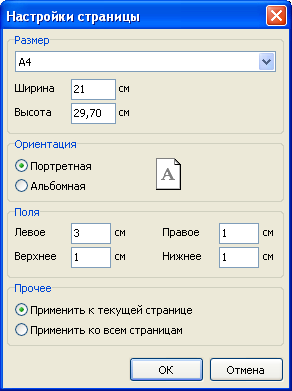 Настройки страницы
Размер
A4
Ширина 21 см
Высота 29,70 см
Ориентация
Портретная
A
Альбомная
Поля
Левое 3 см Правое 1 см
Верхнее 1 см Нижнее 1 см
Прочее
Применить к текущей странице
Применить ко всем страницам
ОК Отмена